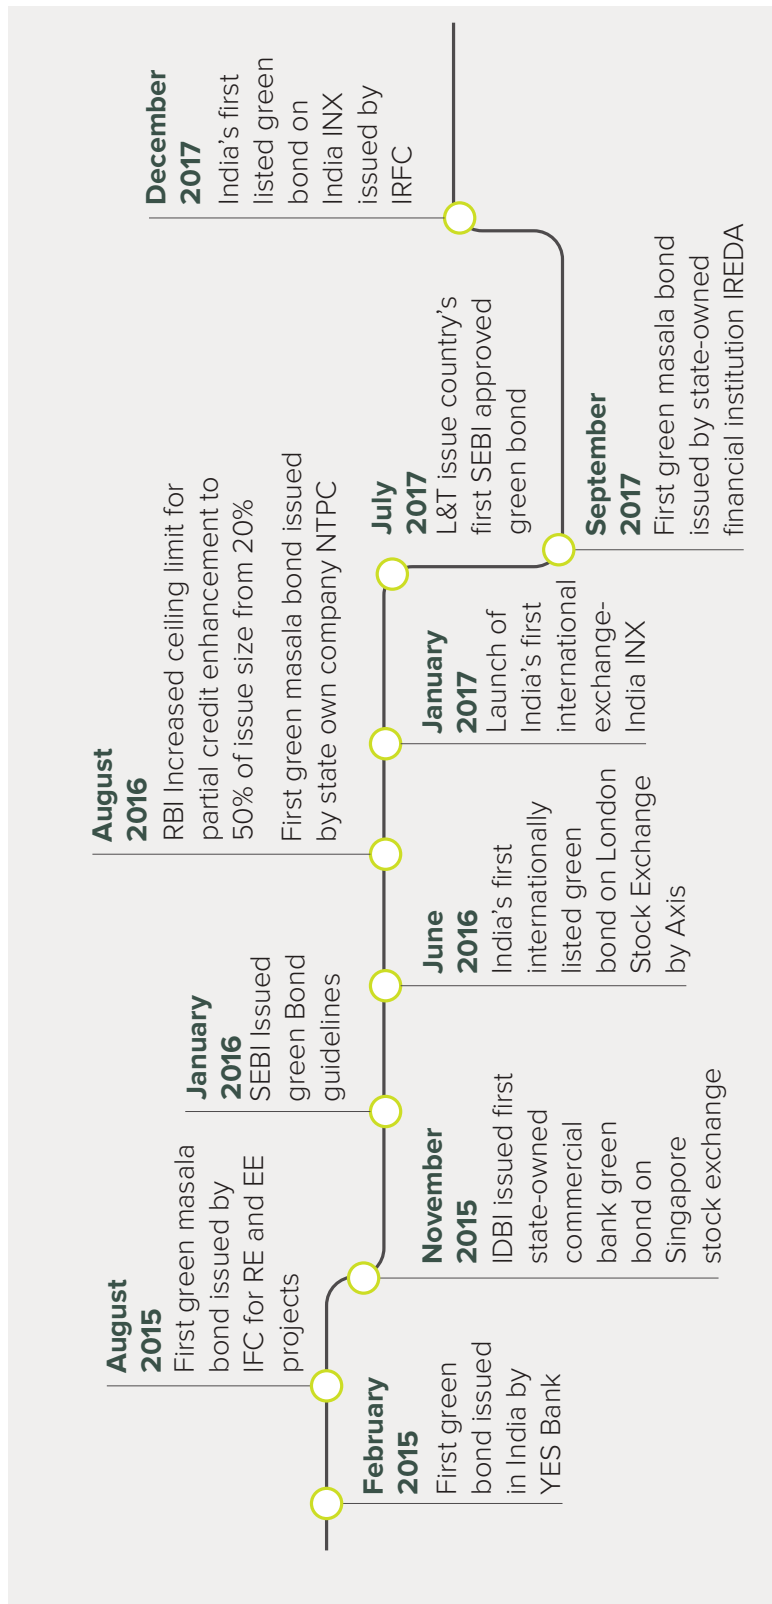 February
2015
First green
bond issued
in India by
YES Bank
August
2015
First green masala
bond issued by
IFC for RE and EE
projects
November
2015
IDBI issued first
state-owned
commercial
bank green
bond on
Singapore
stock exchange
January
2016
SEBI Issued
green Bond
guidelines
June
2016
India's first
internationally
listed green
bond on London
Stock Exchange
by Axis
August
2016
RBI Increased ceiling limit for
partial credit enhancement to
50% of issue size from 20%
First green masala bond issued
by state own company NTPC
January
2017
Launch of
India's first
international
exchange-
India INX
July
2017
L&T issue country's
first SEBI approved
green bond
September
2017
First green masala bond
issued by state-owned
financial institution IREDA
December
2017
India's first
listed green
bond on
India INX
issued by
IRFC